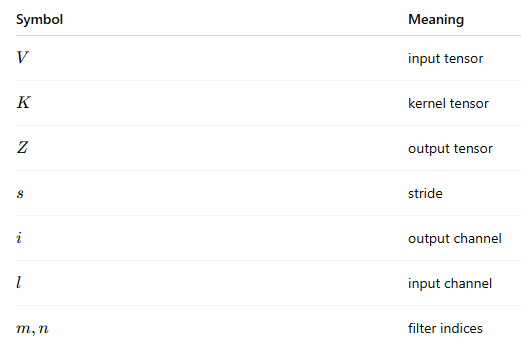 Symbol Meaning
V input tensor
K kernel tensor
Z output tensor
s stride
i output channel
l input channel
m, n filter indices